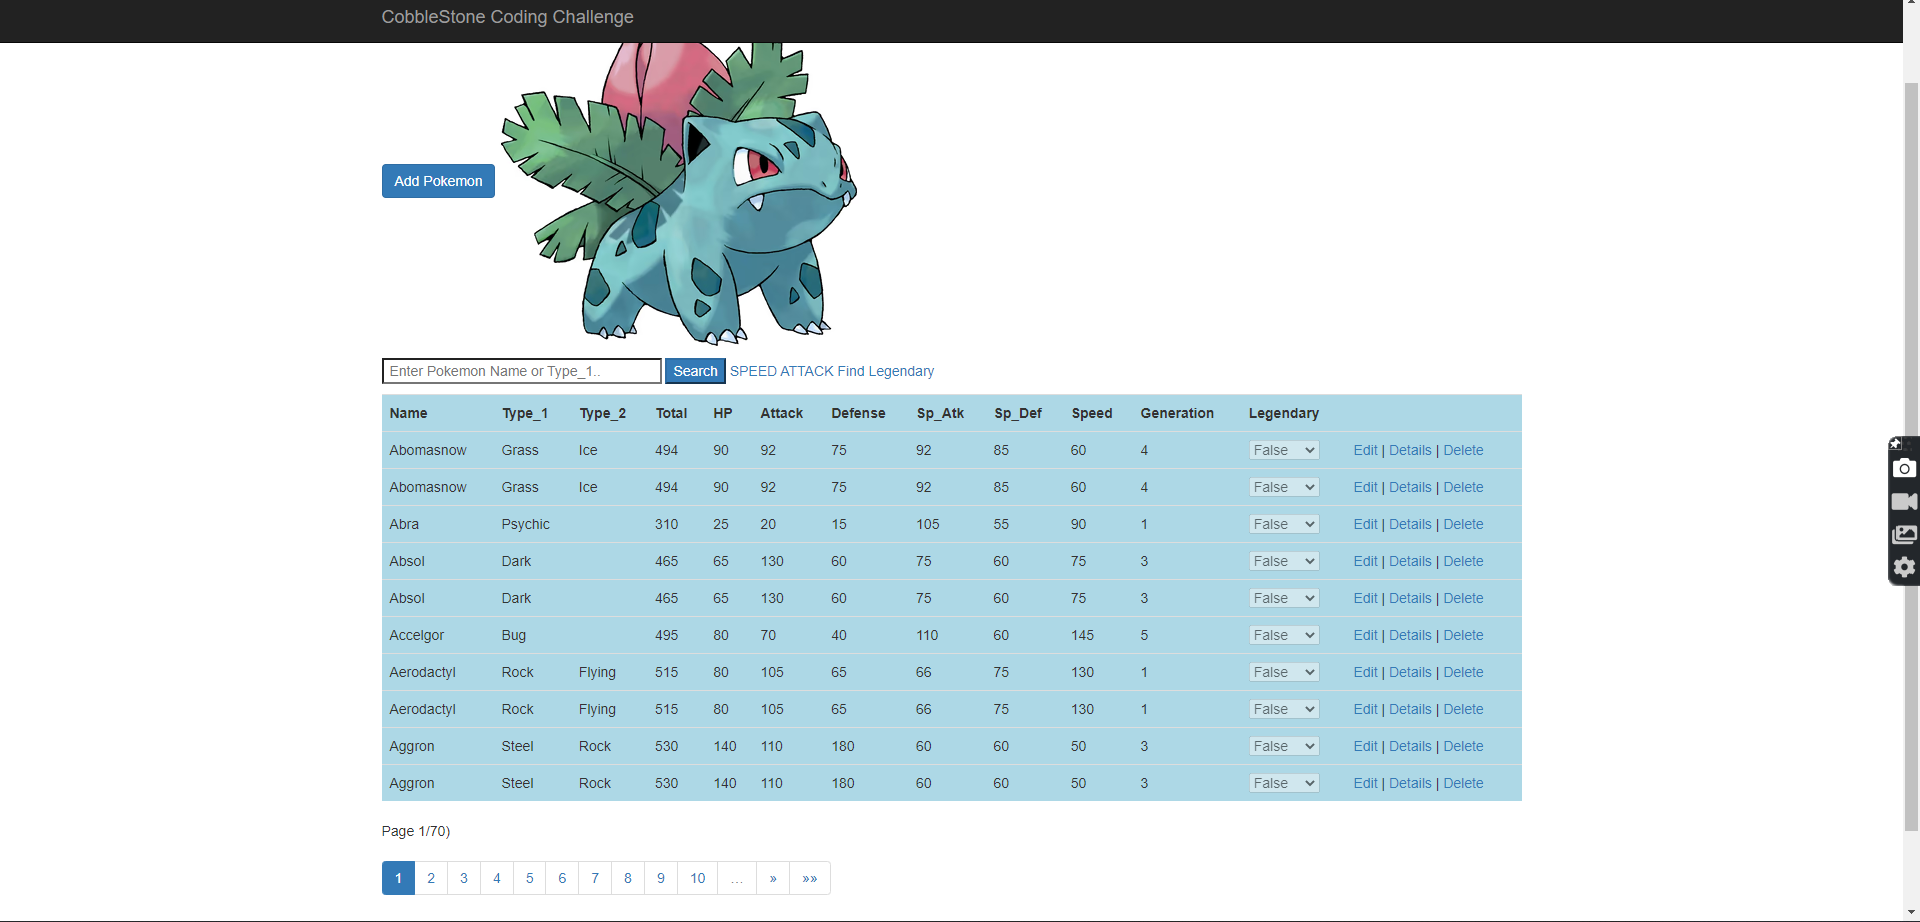 CobbleStone Coding Challenge
Add Pokemon
Enter Pokemon Name or Type_1.. Search SPEED ATTACK Find Legendary
Name Type_1 Type_2 Total HP Attack Defense Sp_Atk Sp_Def Speed Generation Legendary
Abomasnow Grass Ice 494 90 92 75 92 85 60 4 False Edit | Details | Delete
Abomasnow Grass Ice 494 90 92 75 92 85 60 4 False Edit | Details | Delete
Abra Psychic 310 25 20 15 105 55 90 1 False Edit | Details | Delete
Absol Dark 465 65 130 60 75 60 75 3 False Edit | Details | Delete
Absol Dark 465 65 130 60 75 60 75 3 False Edit | Details | Delete
Accelgor Bug 495 80 70 40 110 60 145 5 False Edit | Details | Delete
Aerodactyl Rock Flying 515 80 105 65 66 75 130 1 False Edit | Details | Delete
Aerodactyl Rock Flying 515 80 105 65 66 75 130 1 False Edit | Details | Delete
Aggron Steel Rock 530 140 110 180 60 60 50 3 False Edit | Details | Delete
Aggron Steel Rock 530 140 110 180 60 60 50 3 False Edit | Details | Delete
Page 1/70)
1 2 3 4 5 6 7 8 9 10 … » »»